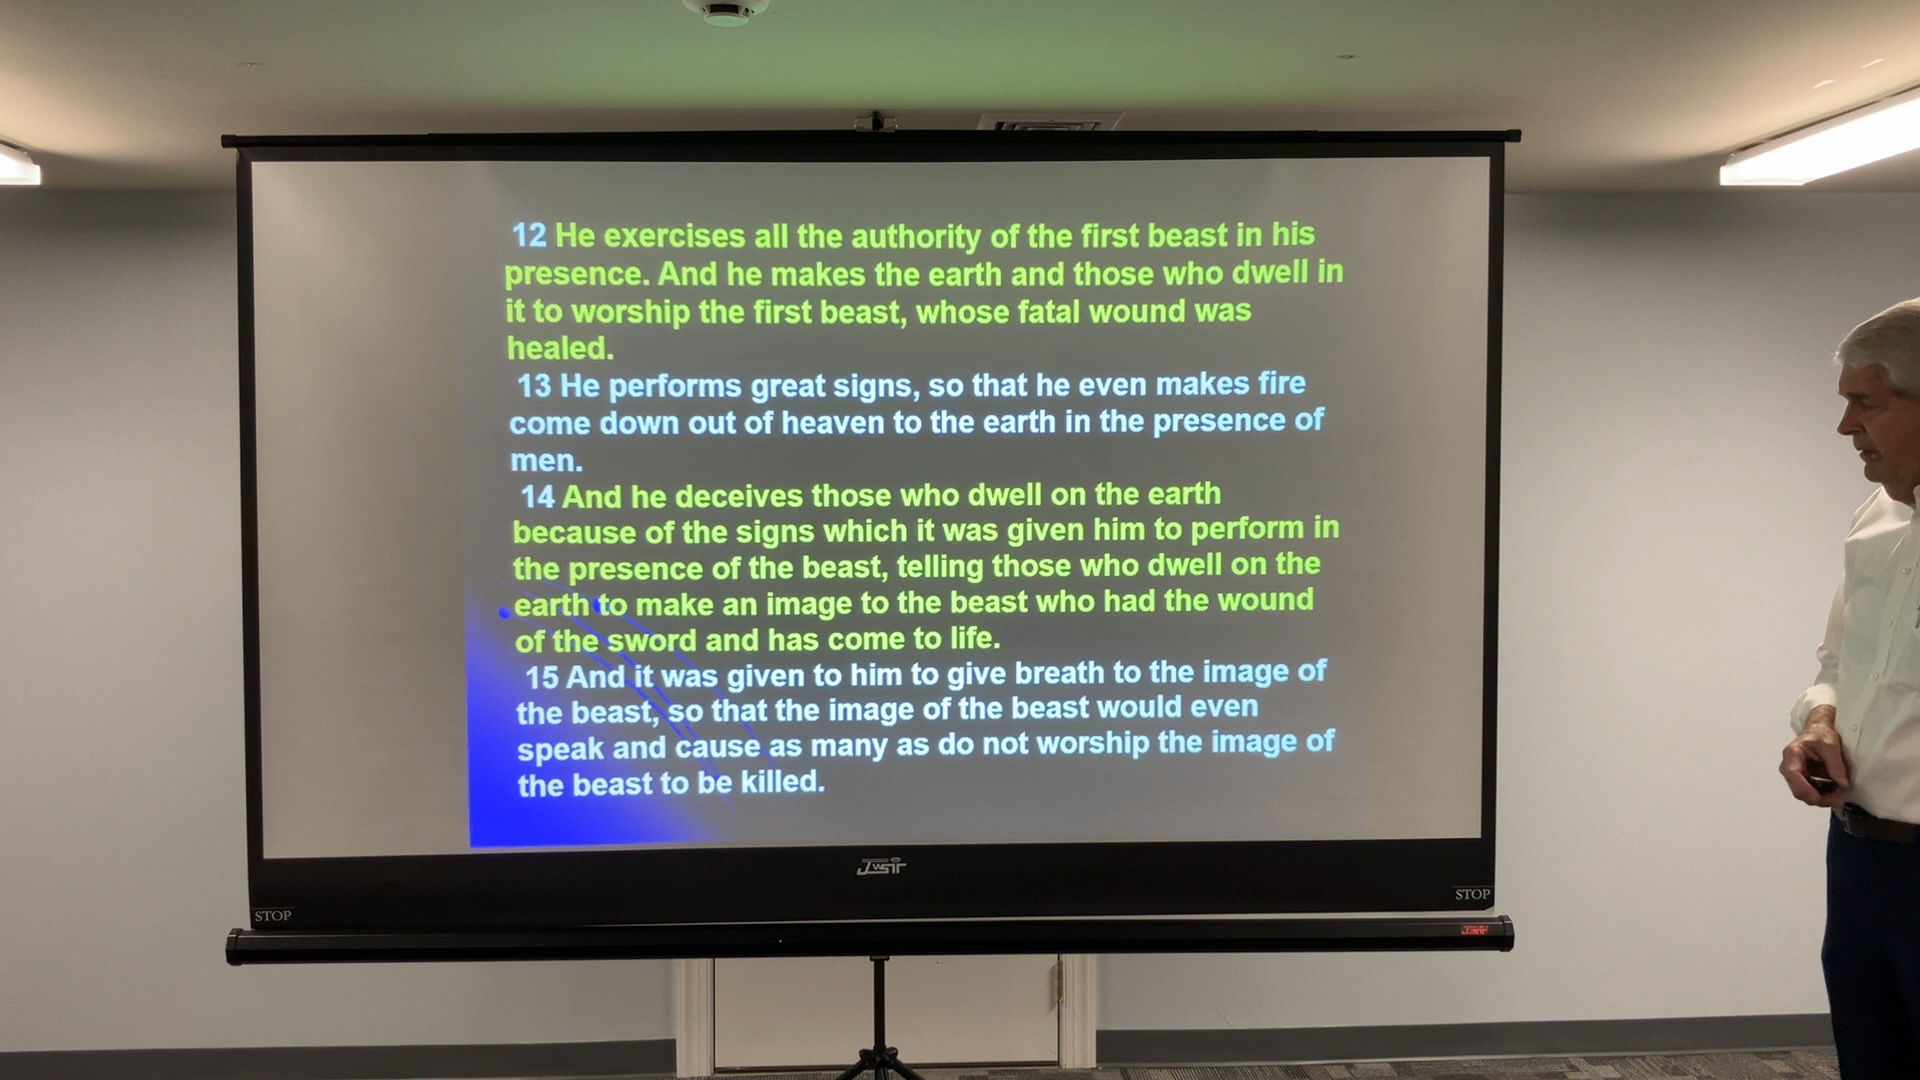 12 He exercises all the authority of the first beast in his
presence. And he makes the earth and those who dwell in
it to worship the first beast, whose fatal wound was
healed.
13 He performs great signs, so that he even makes fire
come down out of heaven to the earth in the presence of
men.
14 And he deceives those who dwell on the earth
because of the signs which it was given him to perform in
the presence of the beast, telling those who dwell on the
earth to make an image to the beast who had the wound
of the sword and has come to life.
15 And it was given to him to give breath to the image of
the beast, so that the image of the beast would even
speak and cause as many as do not worship the image of
the beast to be killed.
JWSIT
STOP
STOP
JWSIT